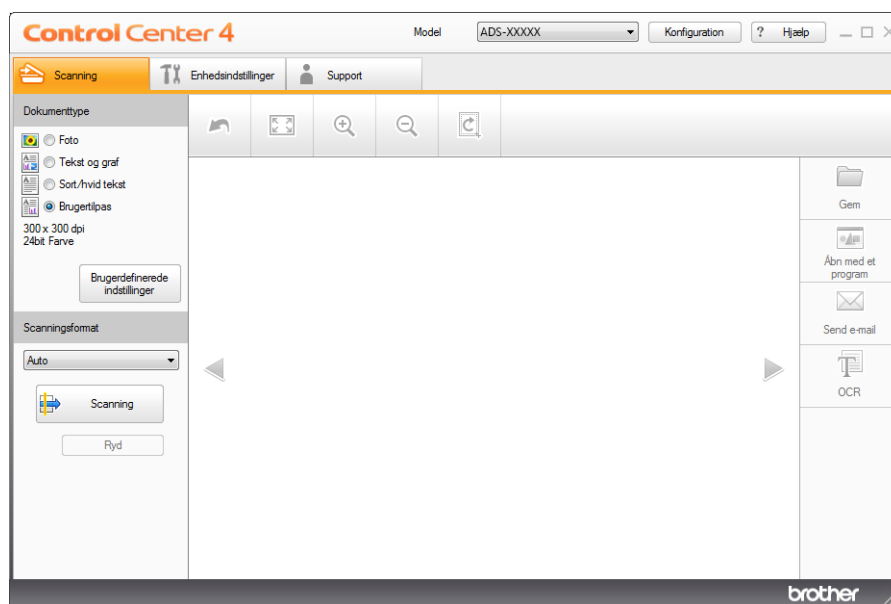 Control Center 4
Model
ADS-XXXXX
Konfiguration
? Hjælp
Scanning
Enhedsindstillinger
Support
Dokumenttype
Foto
Tekst og graf
Sort/hvid tekst
Brugertilpas
300 x 300 dpi
24bit Farve
Brugerdefinerede
indstillinger
Scanningsformat
Auto
Scanning
Ryd
Gem
Åbn med et
program
Send e-mail
OCR
brother